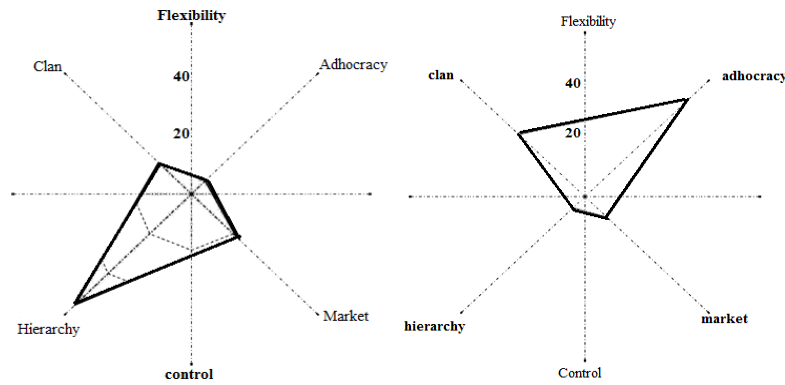 Flexibility
Clan
Adhocracy
40
20
Hierarchy
Market
control
Flexibility
clan
adhocracy
40
20
hierarchy
market
Control